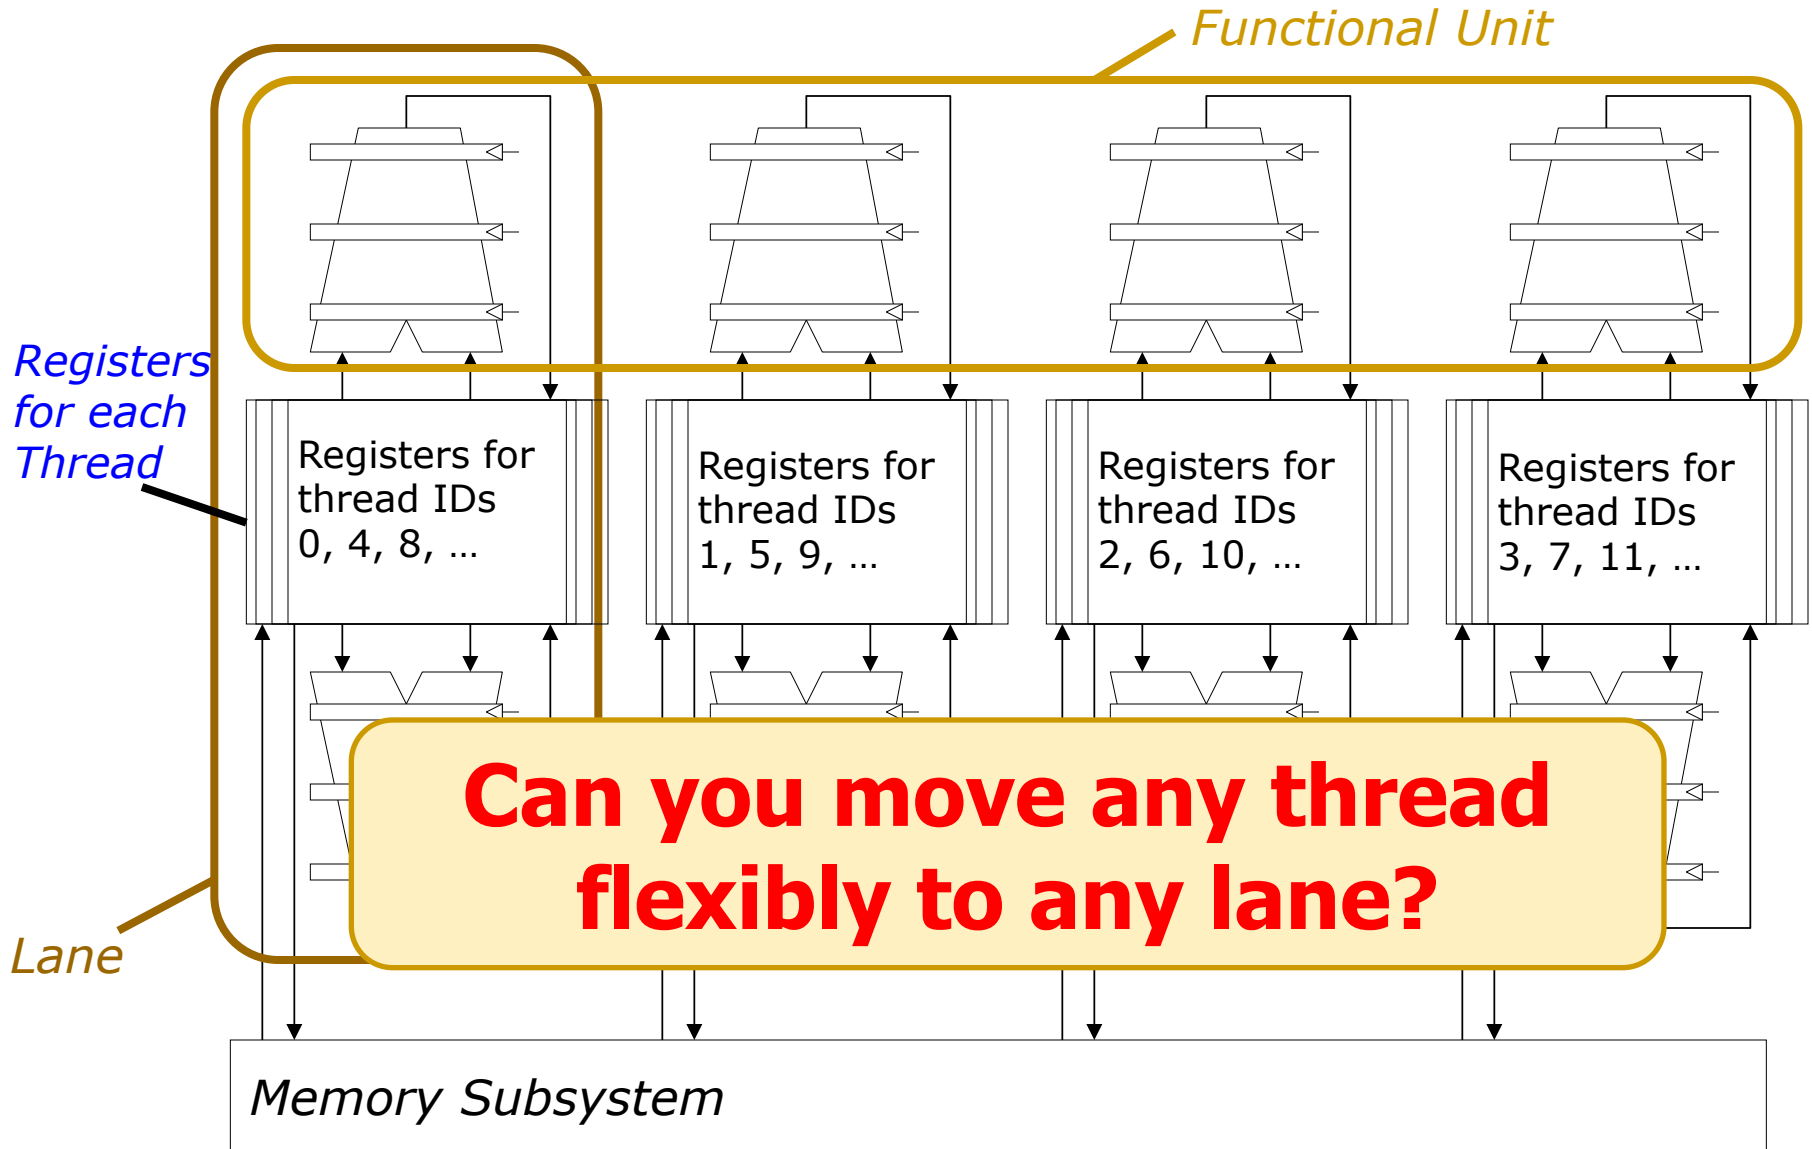 Functional Unit
Registers
for each
Thread
Registers for
thread IDs
0, 4, 8, …
Registers for
thread IDs
1, 5, 9, …
Registers for
thread IDs
2, 6, 10, …
Registers for
thread IDs
3, 7, 11, …
Can you move any thread
flexibly to any lane?
Lane
Memory Subsystem